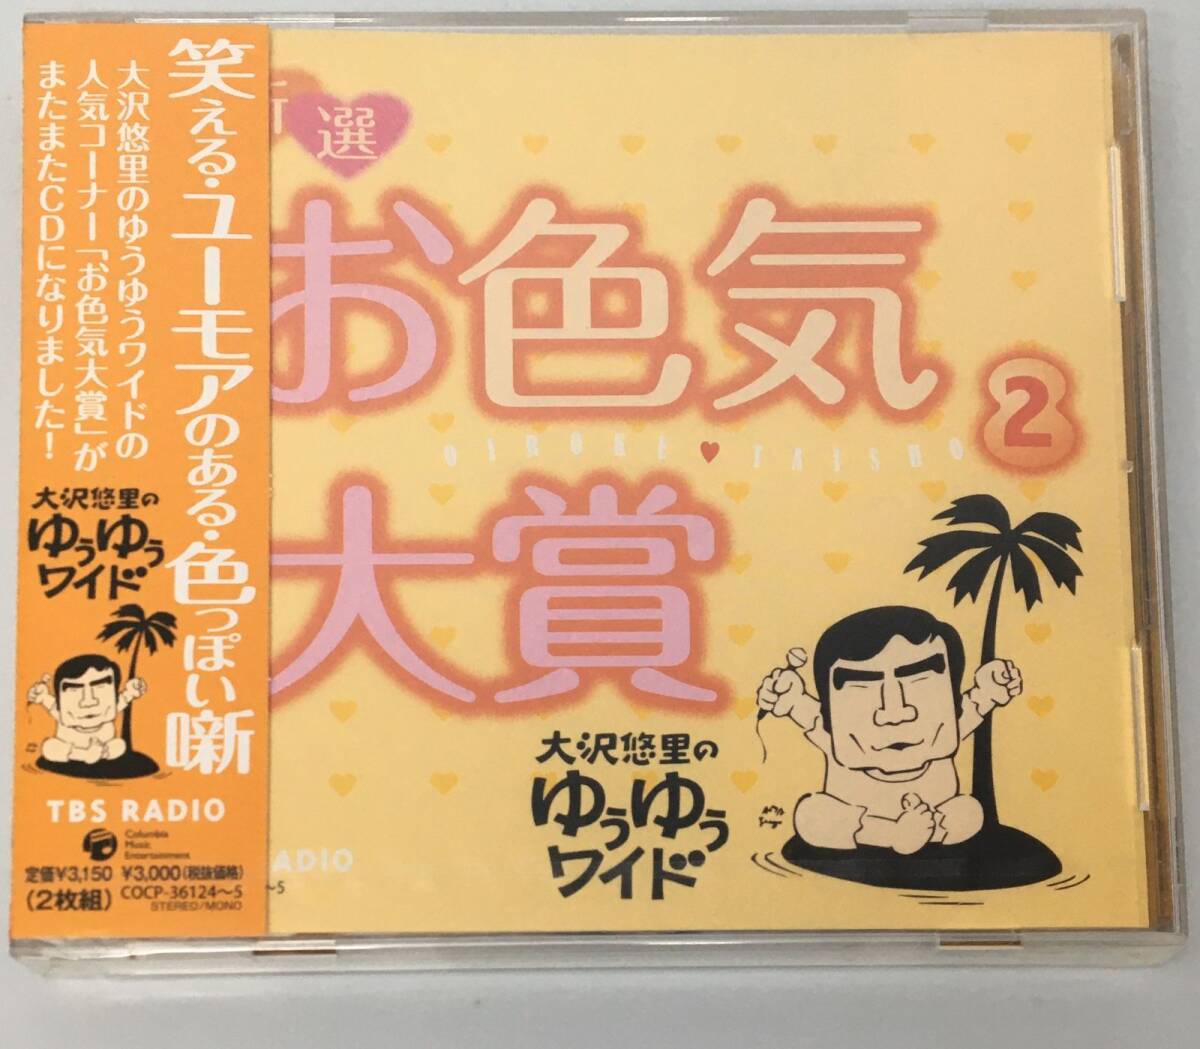 笑える・ユーモアのある・色っぽい噺
大沢悠里のゆうゆうワイドの
人気コーナー「お色気大賞」が
またまたCDになりました！
大沢悠里の
ゆうゆう
ワイド
TBS RADIO
Columbia
Music
Entertainment
定価¥3,150 ¥3,000(税抜価格)
(2枚組) COCP-36124〜5
STEREO/MONO
選
お色気
OIROKE ♥ TAISHO
2
大賞
大沢悠里の
ゆうゆう
ワイド
ADIO
〜5